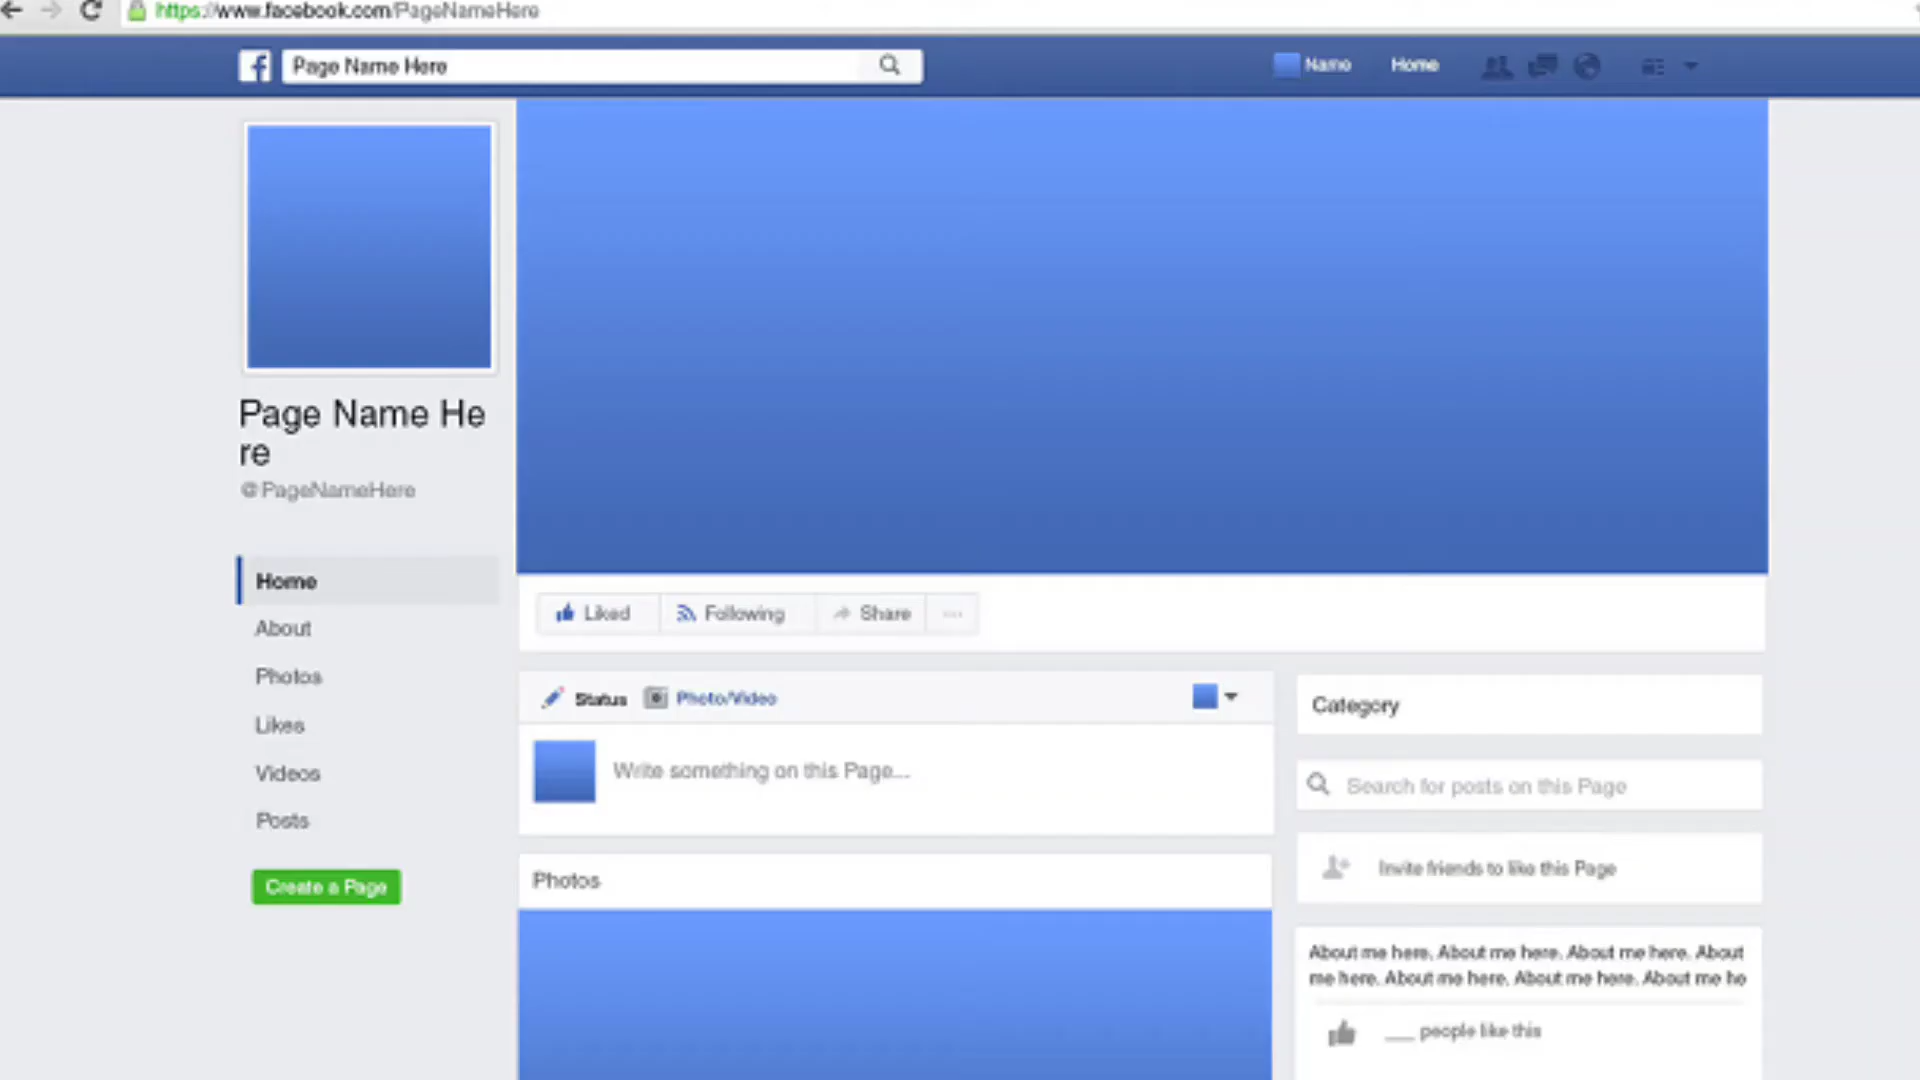 https://www.facebook.com/PageNameHere
f Page Name Here
Name Home
Page Name He
re
@PageNameHere
Home
About
Photos
Likes
Videos
Posts
Create a Page
Liked Following Share ...
Status Photo/Video
Write something on this Page...
Photos
Category
Search for posts on this Page
Invite friends to like this Page
About me here. About me here. About me here. About
me here. About me here. About me here. About me he
___ people like this